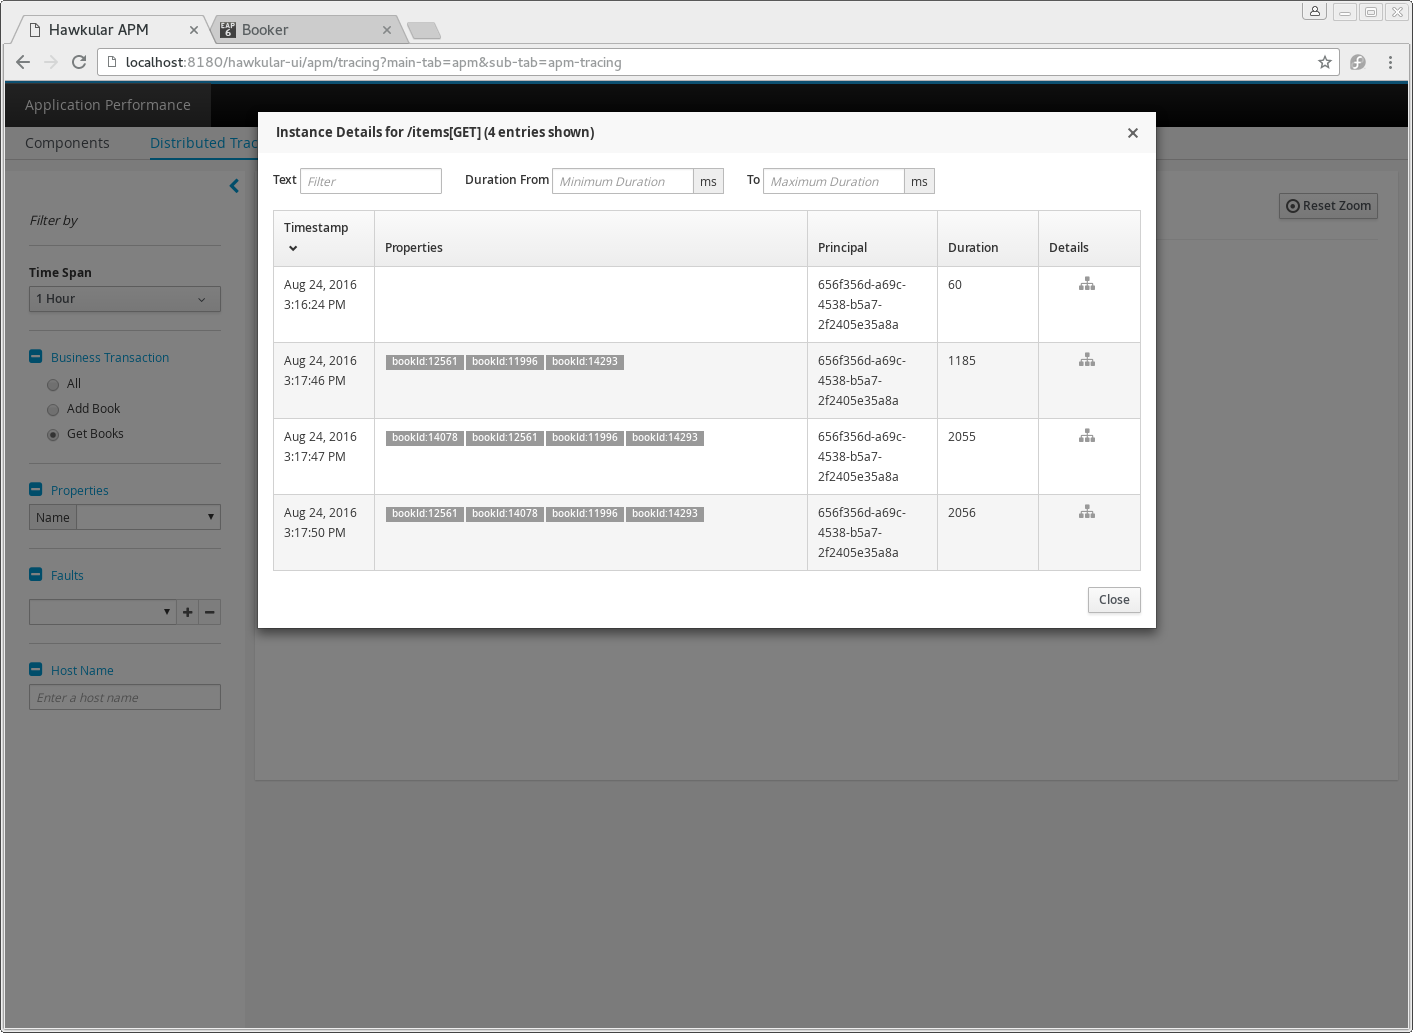 Hawkular APM
EAP 6 Booker
localhost:8180/hawkular-ui/apm/tracing?main-tab=apm&sub-tab=apm-tracing
Application Performance
Components Distributed Trac
Instance Details for /items[GET] (4 entries shown)
Text Filter Duration From Minimum Duration ms To Maximum Duration ms
Reset Zoom
Filter by
Time Span
1 Hour
Business Transaction
All
Add Book
Get Books
Properties
Name
Faults
Host Name
Enter a host name
Timestamp Properties Principal Duration Details
Aug 24, 2016
3:16:24 PM
656f356d-a69c-
4538-b5a7-
2f2405e35a8a
60
Aug 24, 2016
3:17:46 PM
bookId:12561 bookId:11996 bookId:14293
656f356d-a69c-
4538-b5a7-
2f2405e35a8a
1185
Aug 24, 2016
3:17:47 PM
bookId:14078 bookId:12561 bookId:11996 bookId:14293
656f356d-a69c-
4538-b5a7-
2f2405e35a8a
2055
Aug 24, 2016
3:17:50 PM
bookId:12561 bookId:14078 bookId:11996 bookId:14293
656f356d-a69c-
4538-b5a7-
2f2405e35a8a
2056
Close